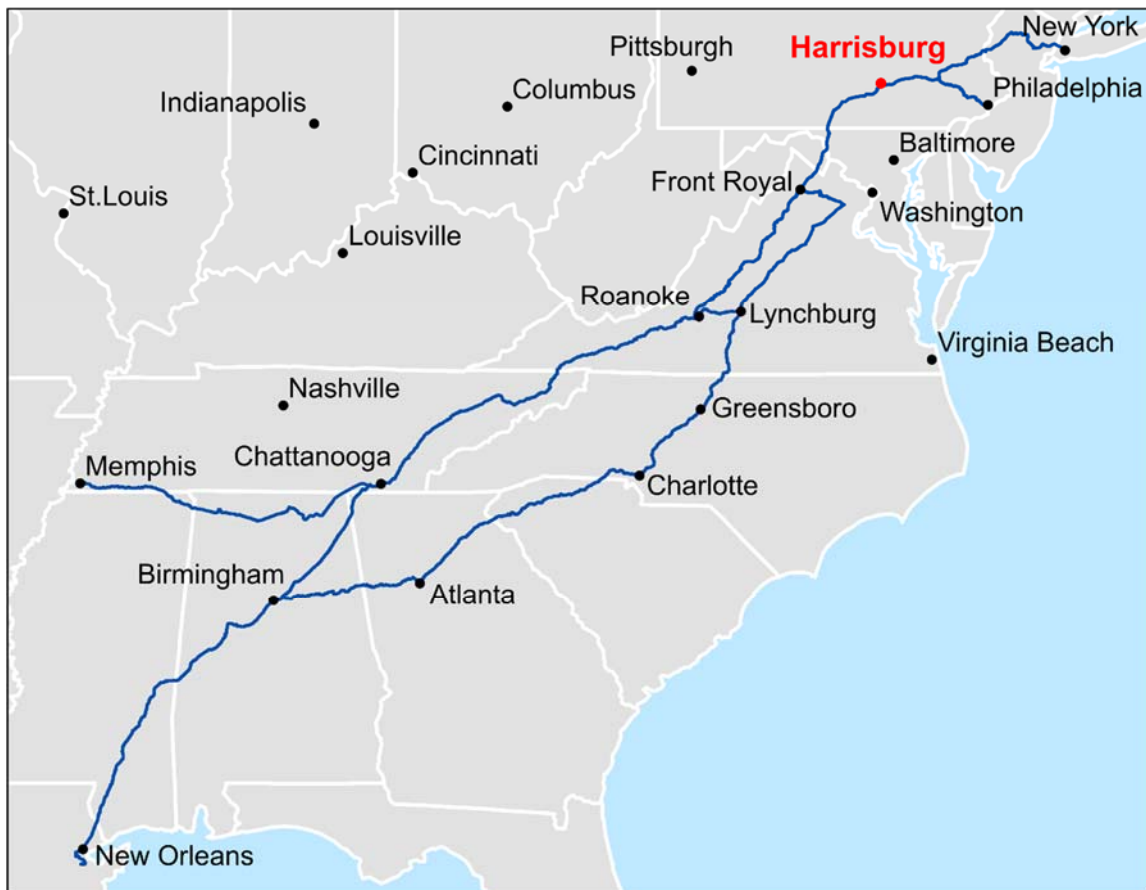 New York
Harrisburg
Pittsburgh
Philadelphia
Columbus
Indianapolis
Baltimore
Cincinnati
Front Royal
St.Louis
Washington
Louisville
Roanoke
Lynchburg
Virginia Beach
Nashville
Greensboro
Chattanooga
Memphis
Charlotte
Birmingham
Atlanta
New Orleans